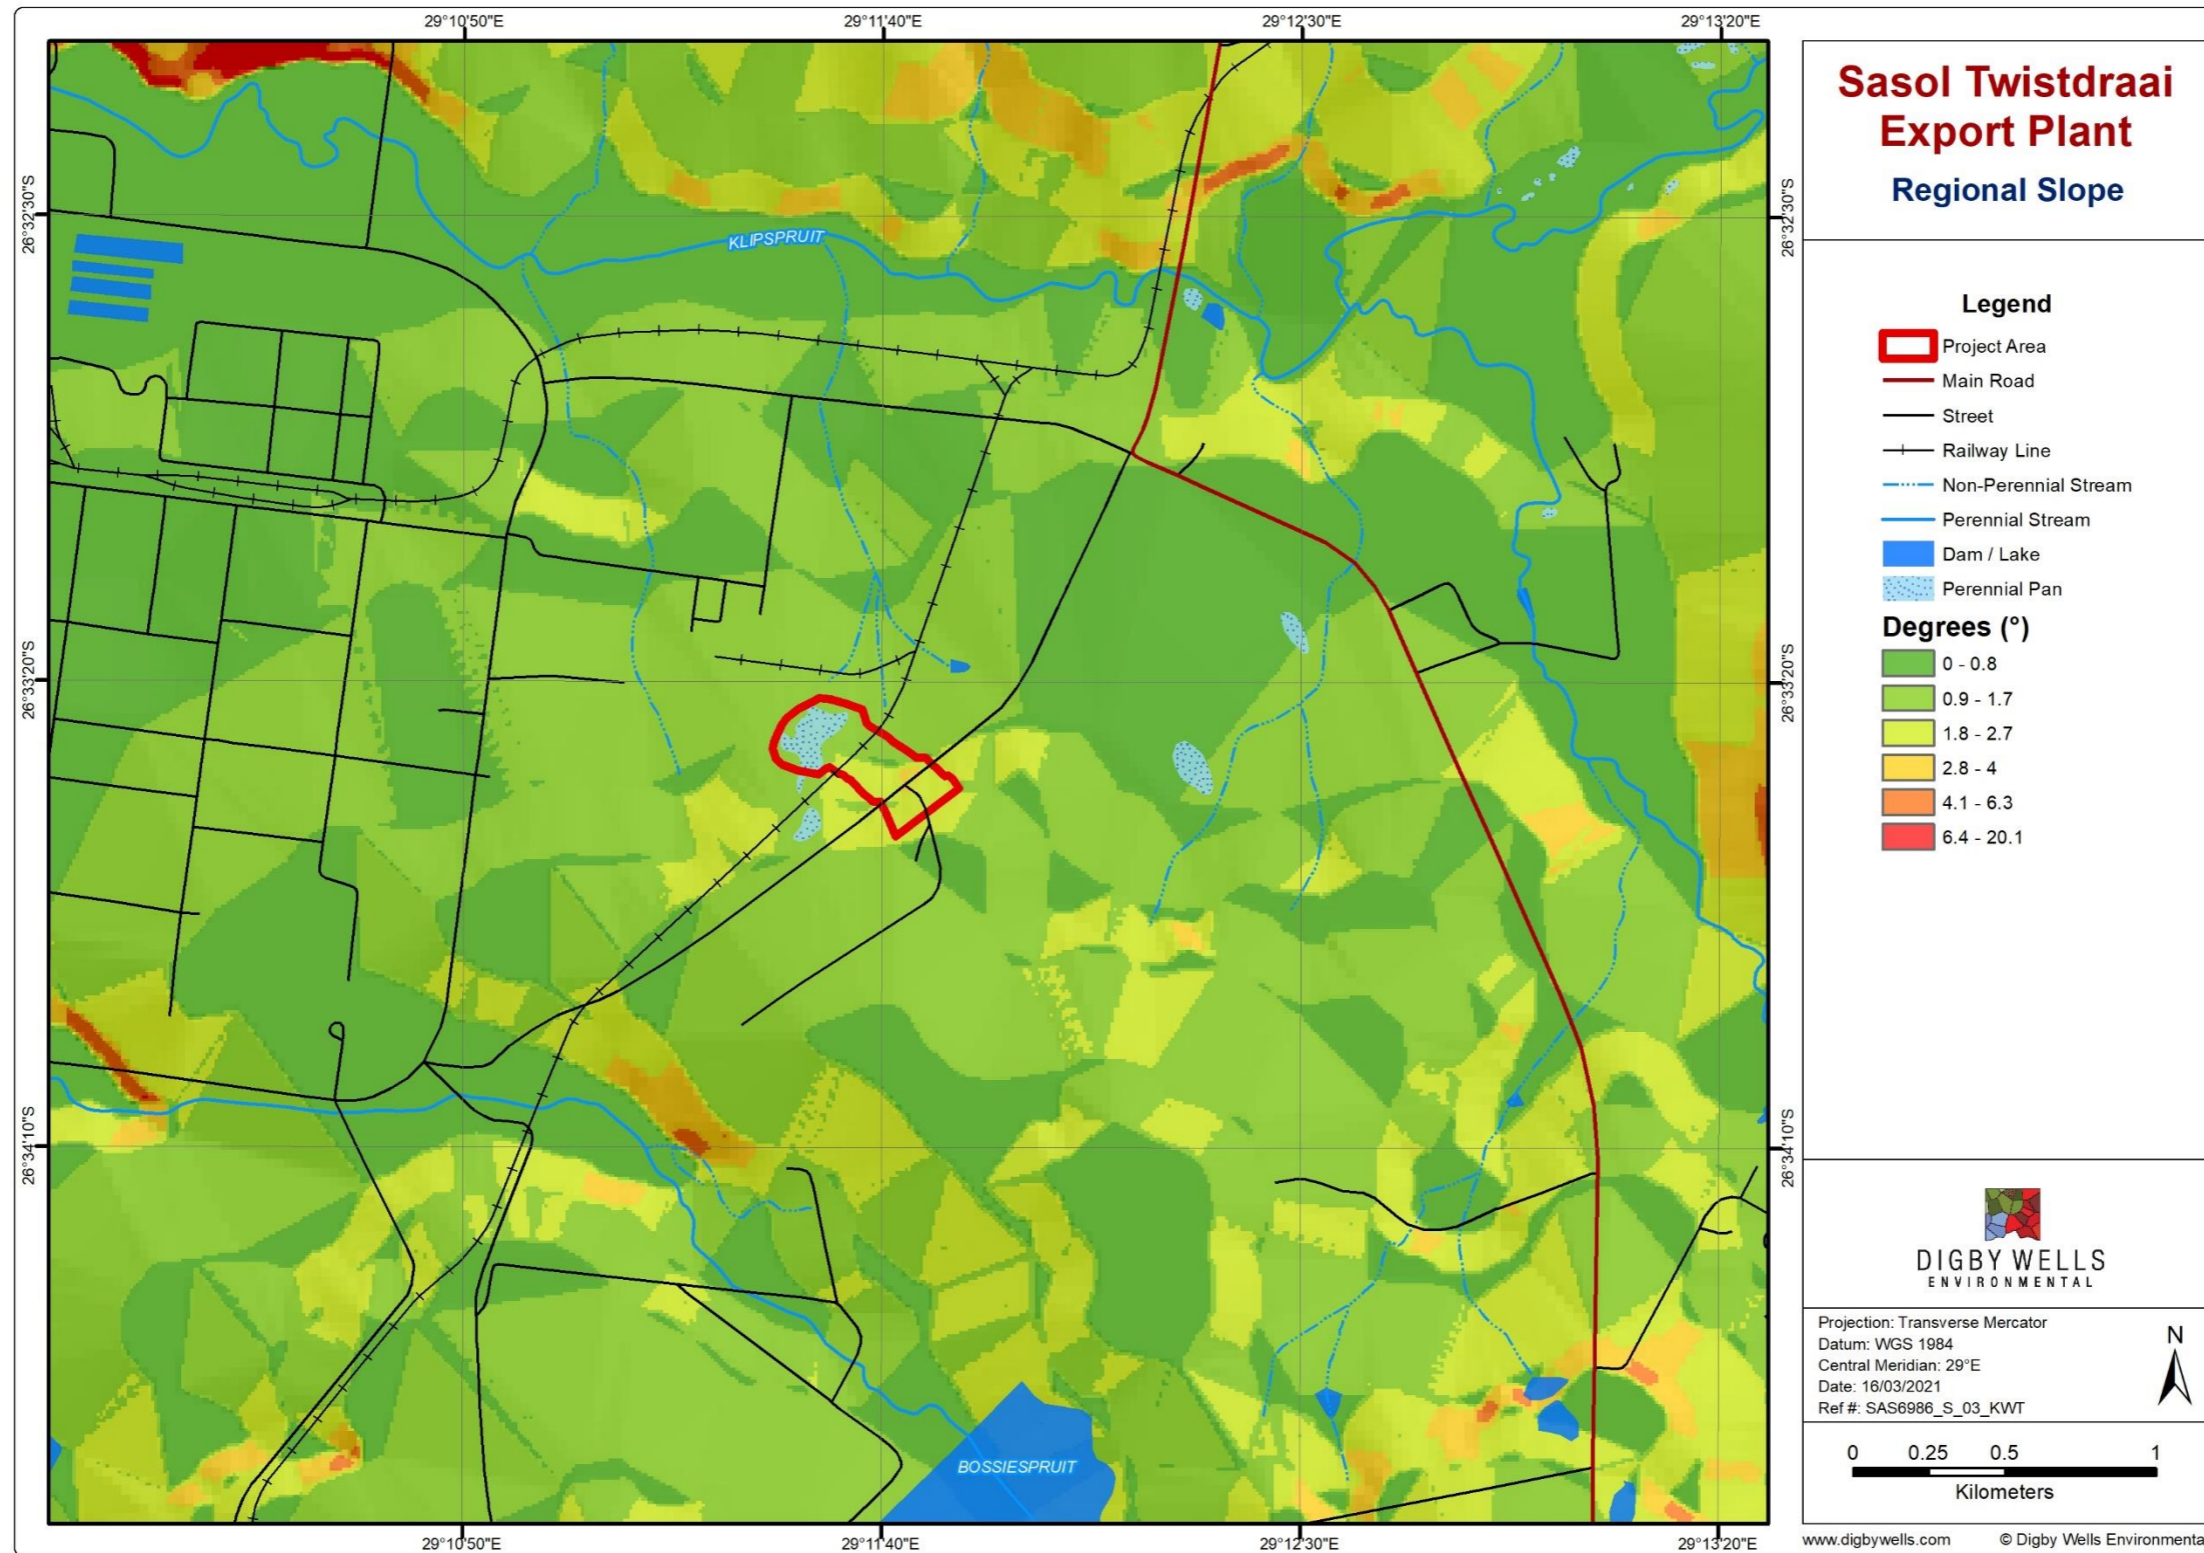 29°10'50"E
29°11'40"E
29°12'30"E
29°13'20"E
26°32'30"S
26°32'30"S
KLIPSPRUIT
26°33'20"S
26°33'20"S
26°34'10"S
26°34'10"S
BOSSIESPRUIT
29°10'50"E
29°11'40"E
29°12'30"E
29°13'20"E
Sasol Twistdraai
Export Plant
Regional Slope
Legend
Project Area
Main Road
Street
Railway Line
Non-Perennial Stream
Perennial Stream
Dam / Lake
Perennial Pan
Degrees (°)
0 - 0.8
0.9 - 1.7
1.8 - 2.7
2.8 - 4
4.1 - 6.3
6.4 - 20.1
DIGBY WELLS
ENVIRONMENTAL
Projection: Transverse Mercator
Datum: WGS 1984
Central Meridian: 29°E
Date: 16/03/2021
Ref #: SAS6986_S_03_KWT
N
0 0.25 0.5 1
Kilometers
www.digbywells.com © Digby Wells Environmenta